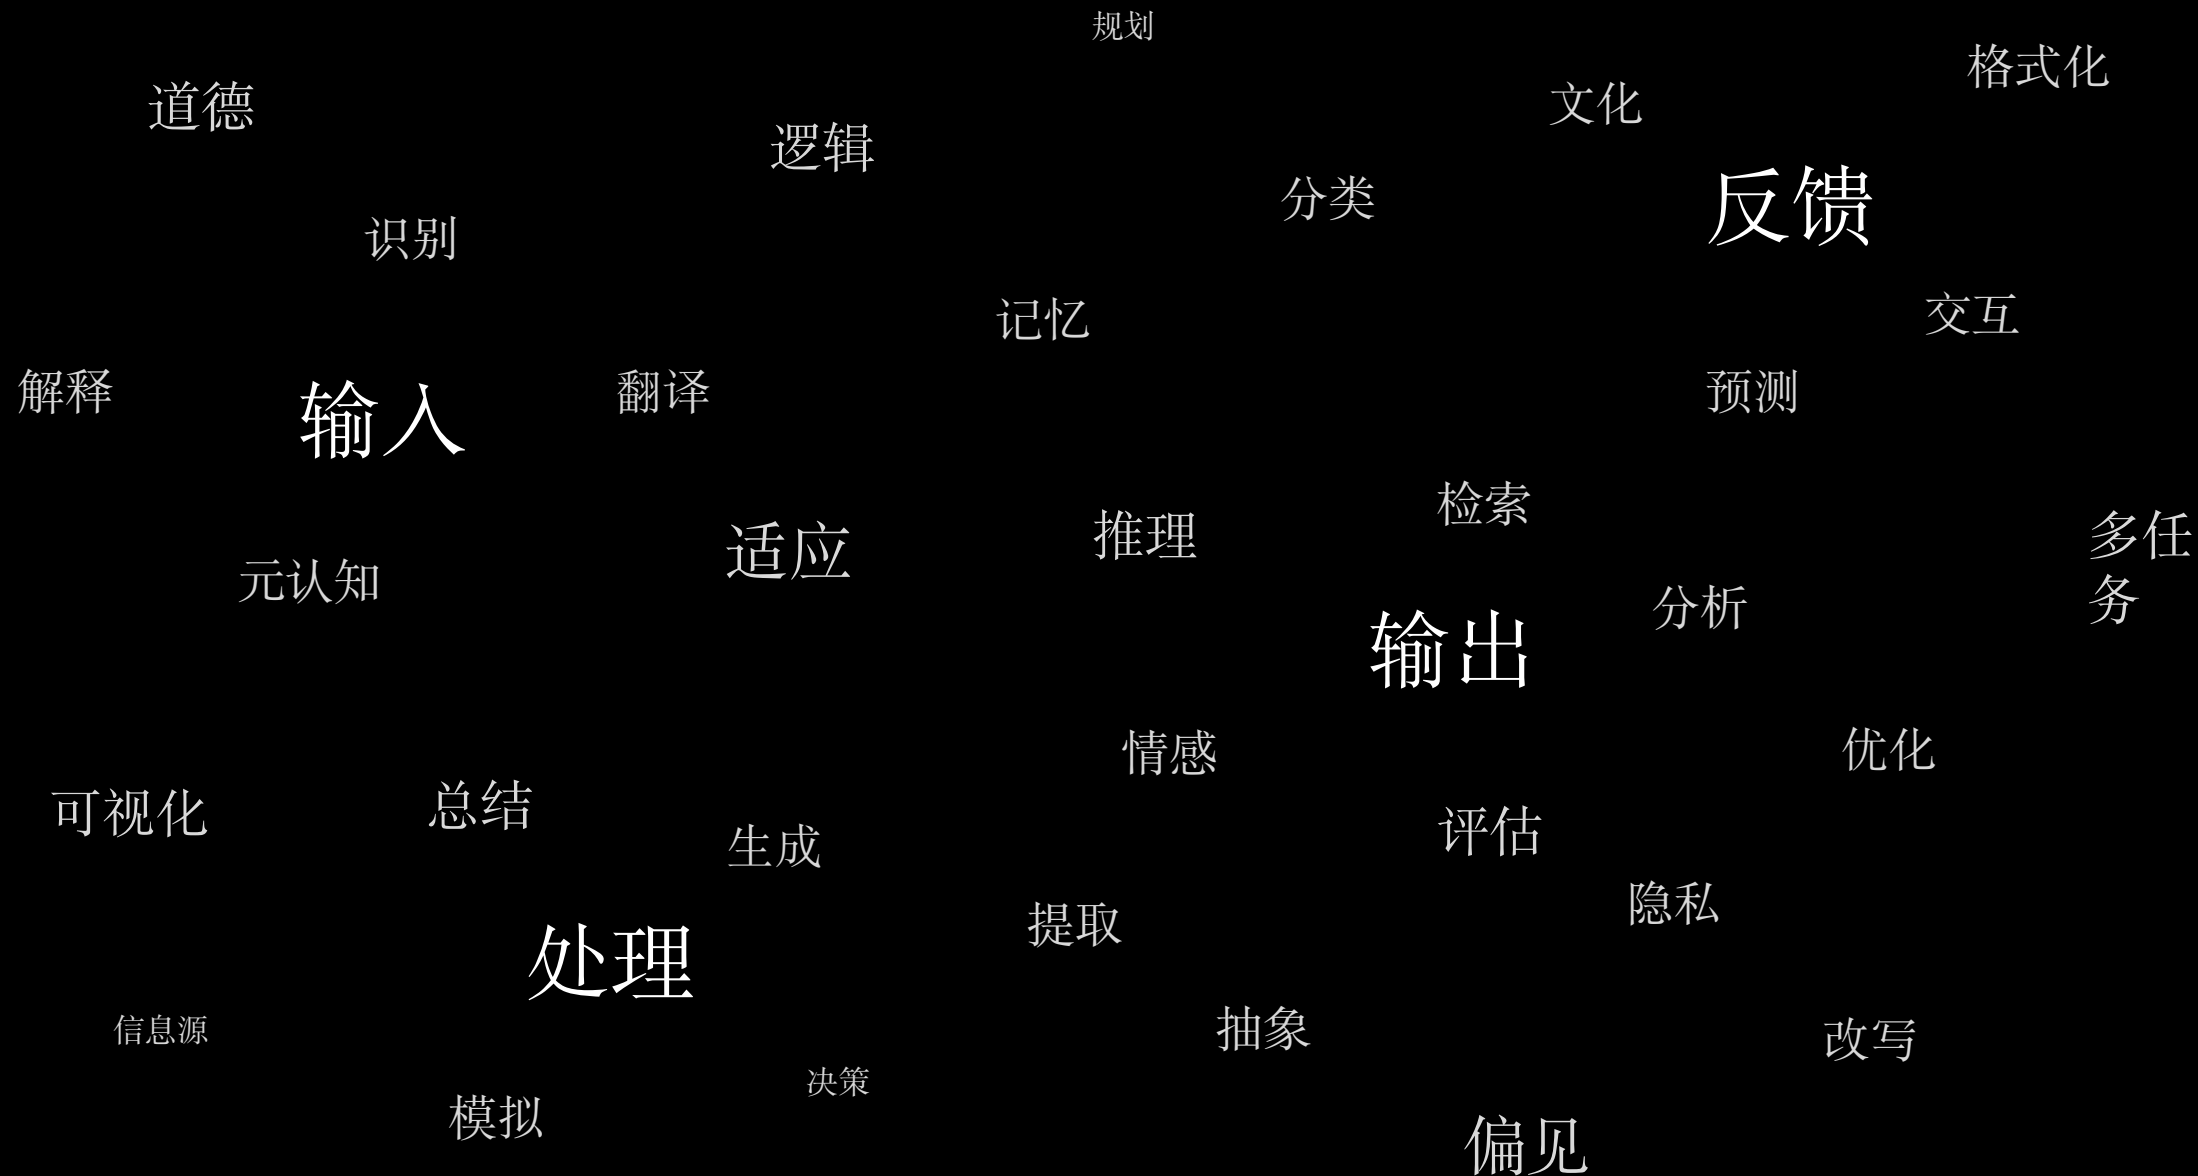 规划
格式化
道德
文化
逻辑
分类
反馈
识别
记忆
交互
解释
输入
翻译
预测
检索
适应
推理
多任
务
元认知
分析
输出
情感
优化
可视化
总结
生成
评估
隐私
提取
处理
信息源
抽象
改写
决策
模拟
偏见